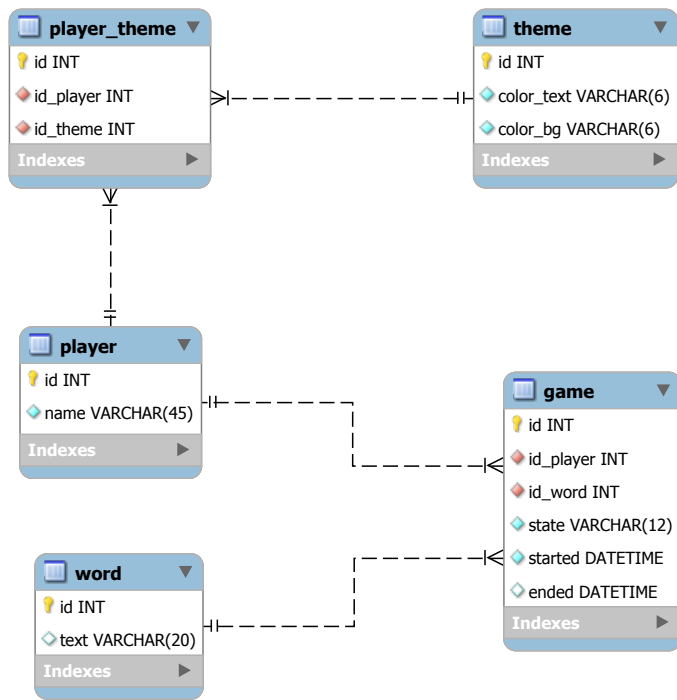 player_theme
id INT
id_player INT
id_theme INT
Indexes
theme
id INT
color_text VARCHAR(6)
color_bg VARCHAR(6)
Indexes
player
id INT
name VARCHAR(45)
Indexes
game
id INT
id_player INT
id_word INT
state VARCHAR(12)
started DATETIME
ended DATETIME
Indexes
word
id INT
text VARCHAR(20)
Indexes